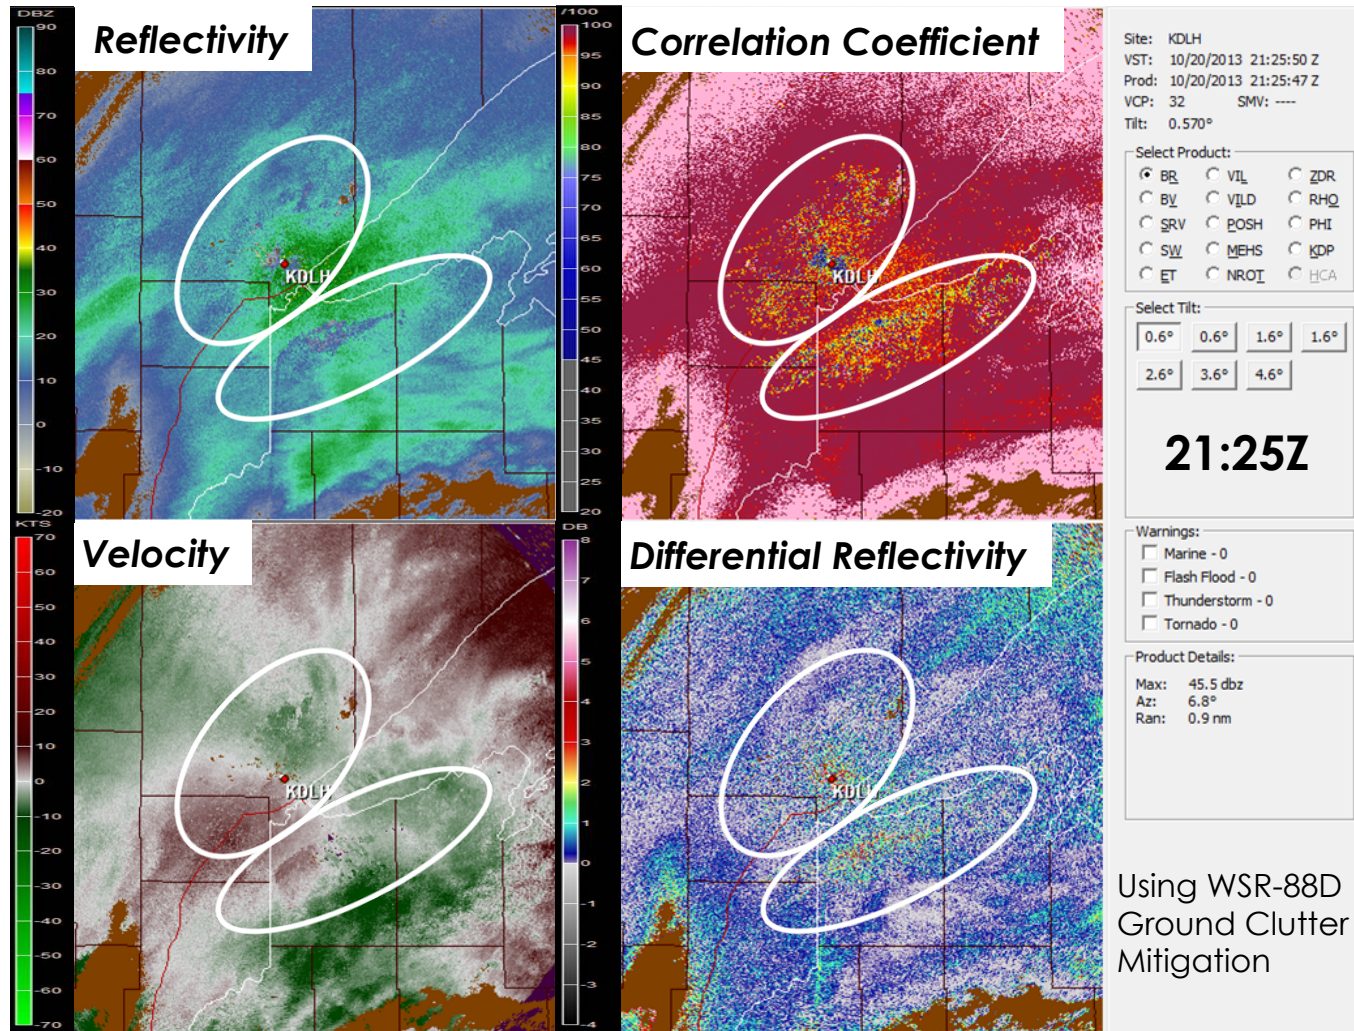 DBZ
90
80
70
60
50
40
30
20
10
0
-10
-20
Reflectivity
KDLH
/100
100
95
90
85
80
75
70
65
60
55
50
45
40
35
30
25
20
Correlation Coefficient
KDLH
KTS
70
60
50
40
30
20
10
0
-10
-20
-30
-40
-50
-60
-70
Velocity
KDLH
DB
8
7
6
5
4
3
2
1
0
-1
-2
-3
-4
Differential Reflectivity
KDLH
Site: KDLH
VST: 10/20/2013 21:25:50 Z
Prod: 10/20/2013 21:25:47 Z
VCP: 32 SMV: ----
Tilt: 0.570°
Select Product:
BR VIL ZDR
BV VILD RHO
SRV POSH PHI
SW MEHS KDP
ET NROT HCA
Select Tilt:
0.6° 0.6° 1.6° 1.6°
2.6° 3.6° 4.6°
21:25Z
Warnings:
Marine - 0
Flash Flood - 0
Thunderstorm - 0
Tornado - 0
Product Details:
Max: 45.5 dbz
Az: 6.8°
Ran: 0.9 nm
Using WSR-88D
Ground Clutter
Mitigation